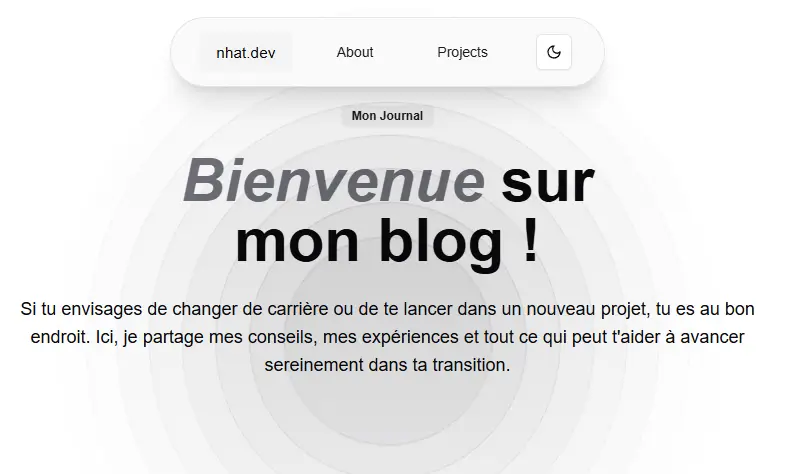 nhat.dev About Projects
Mon Journal
Bienvenue sur
mon blog !
Si tu envisages de changer de carrière ou de te lancer dans un nouveau projet, tu es au bon
endroit. Ici, je partage mes conseils, mes expériences et tout ce qui peut t'aider à avancer
sereinement dans ta transition.